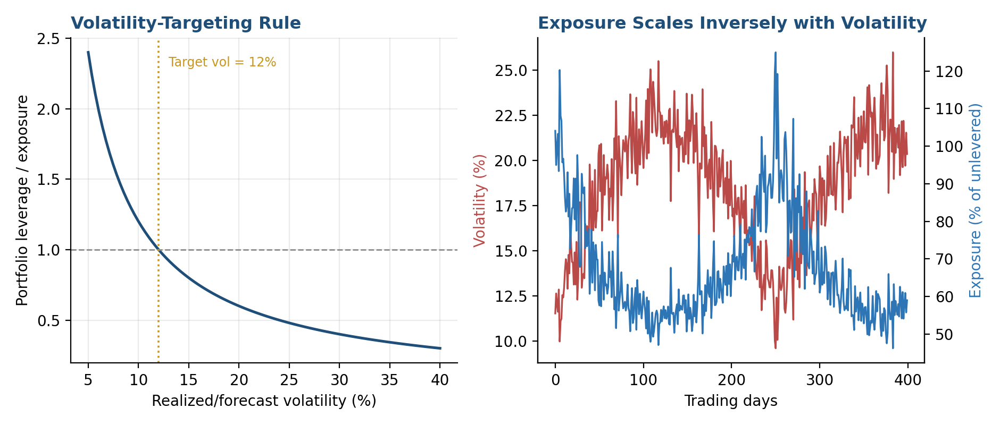 Volatility-Targeting Rule
Portfolio leverage / exposure
2.5
2.0
1.5
1.0
0.5
Target vol = 12%
5 10 15 20 25 30 35 40
Realized/forecast volatility (%)
Exposure Scales Inversely with Volatility
Volatility (%)
25.0
22.5
20.0
17.5
15.0
12.5
10.0
120
110
100
90
80
70
60
50
Exposure (% of unlevered)
0 100 200 300 400
Trading days